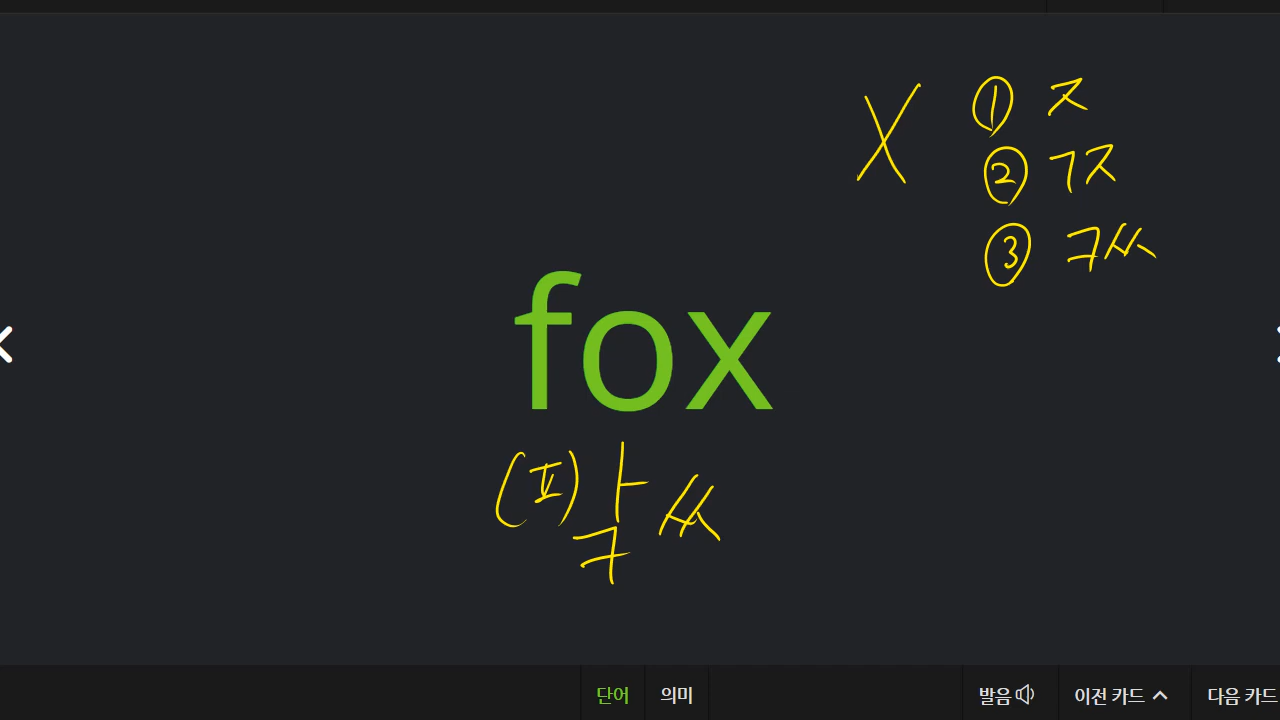 X ① ㅈ
② ㄱㅈ
③ ㅋㅆ
fox
(ㅍ)ㅏㅆ
ㅋ
단어 의미 발음 이전 카드 다음 카드